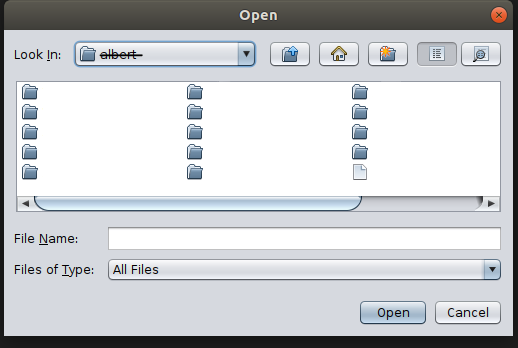 Open
Look In: albert-
File Name:
Files of Type: All Files
Open Cancel